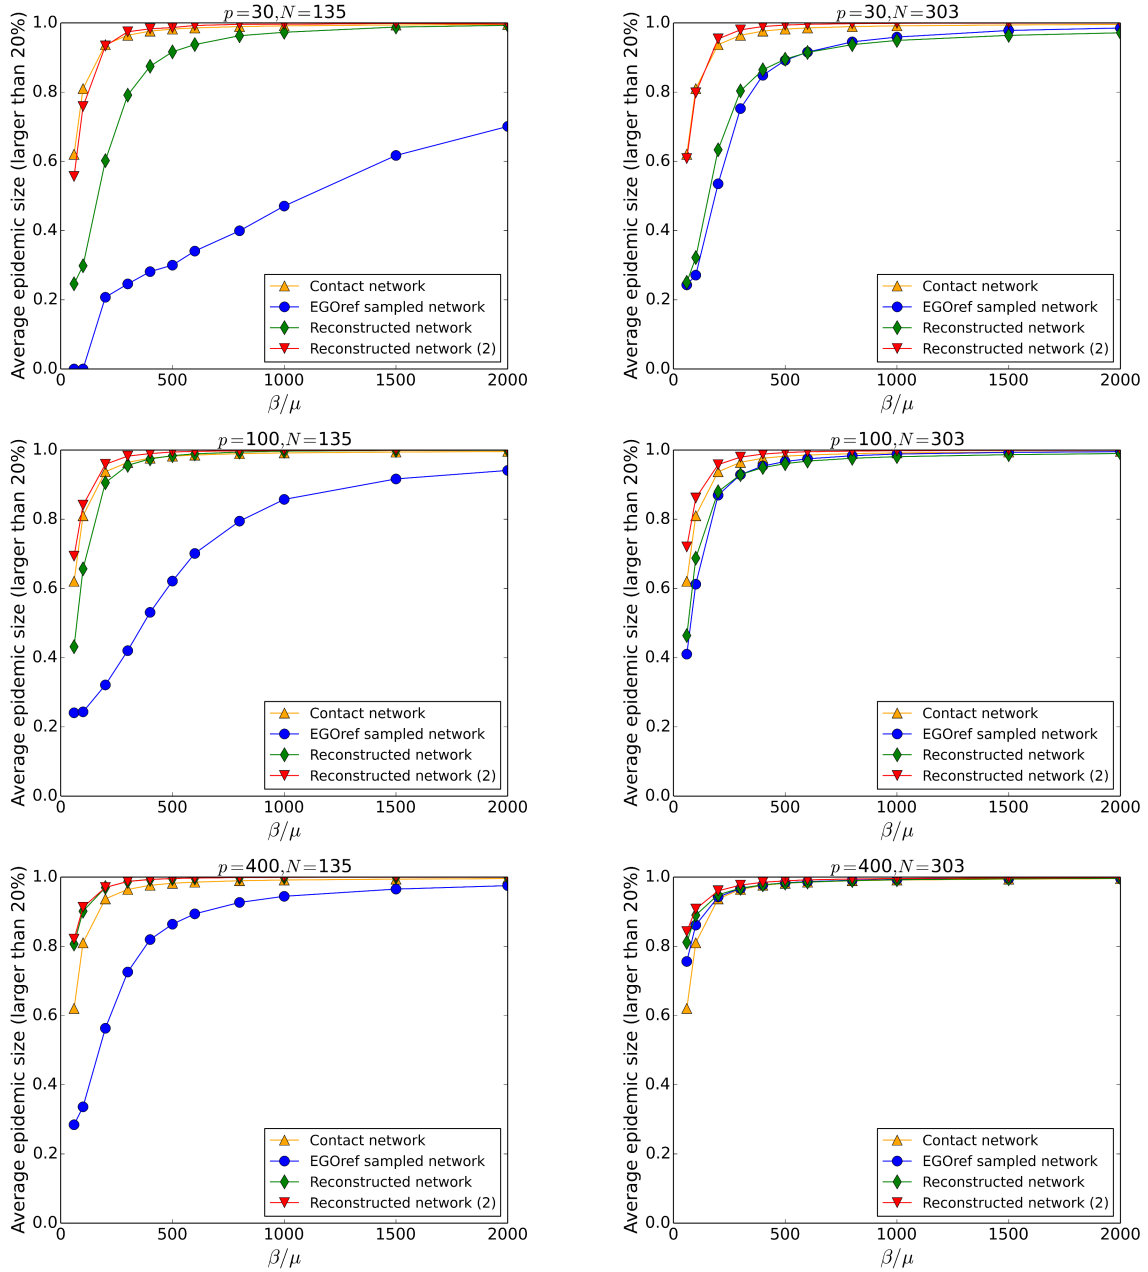 p=30,N=135
Average epidemic size (larger than 20%)
1.0
0.8
0.6
0.4
0.2
0.0
Contact network
EGOref sampled network
Reconstructed network
Reconstructed network (2)
0 500 1000 1500 2000
β/μ
p=30,N=303
Average epidemic size (larger than 20%)
1.0
0.8
0.6
0.4
0.2
0.0
Contact network
EGOref sampled network
Reconstructed network
Reconstructed network (2)
0 500 1000 1500 2000
β/μ
p=100,N=135
Average epidemic size (larger than 20%)
1.0
0.8
0.6
0.4
0.2
0.0
Contact network
EGOref sampled network
Reconstructed network
Reconstructed network (2)
0 500 1000 1500 2000
β/μ
p=100,N=303
Average epidemic size (larger than 20%)
1.0
0.8
0.6
0.4
0.2
0.0
Contact network
EGOref sampled network
Reconstructed network
Reconstructed network (2)
0 500 1000 1500 2000
β/μ
p=400,N=135
Average epidemic size (larger than 20%)
1.0
0.8
0.6
0.4
0.2
0.0
Contact network
EGOref sampled network
Reconstructed network
Reconstructed network (2)
0 500 1000 1500 2000
β/μ
p=400,N=303
Average epidemic size (larger than 20%)
1.0
0.8
0.6
0.4
0.2
0.0
Contact network
EGOref sampled network
Reconstructed network
Reconstructed network (2)
0 500 1000 1500 2000
β/μ